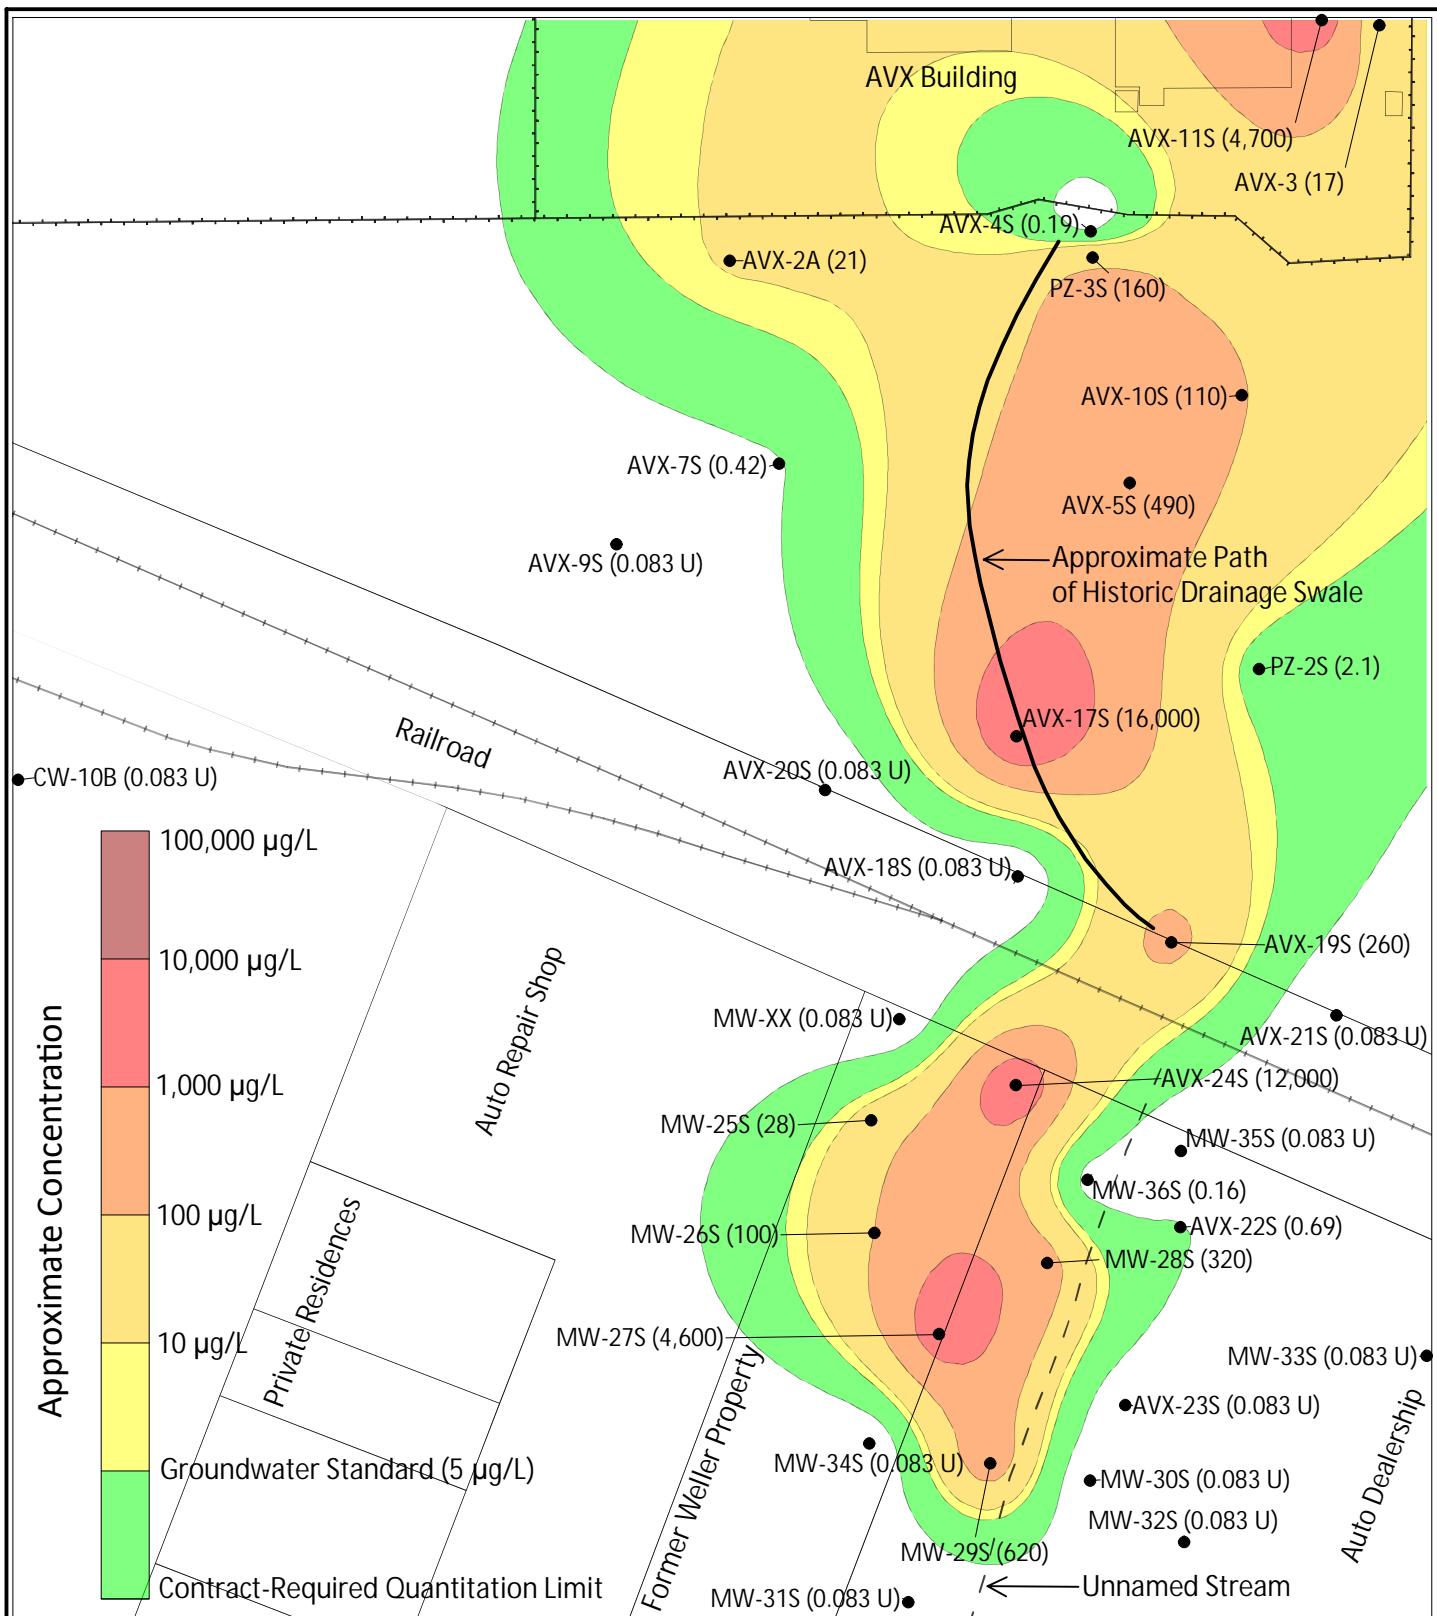 AVX Building
AVX-11S (4,700)
AVX-3 (17)
AVX-4S (0.19)
AVX-2A (21)
PZ-3S (160)
AVX-10S (110)
AVX-7S (0.42)
AVX-5S (490)
AVX-9S (0.083 U)
Approximate Path
of Historic Drainage Swale
PZ-2S (2.1)
AVX-17S (16,000)
Railroad
AVX-20S (0.083 U)
CW-10B (0.083 U)
AVX-18S (0.083 U)
AVX-19S (260)
MW-XX (0.083 U)
AVX-21S (0.083 U)
Auto Repair Shop
AVX-24S (12,000)
MW-25S (28)
MW-35S (0.083 U)
MW-36S (0.16)
AVX-22S (0.69)
MW-26S (100)
MW-28S (320)
Private Residences
MW-27S (4,600)
MW-33S (0.083 U)
AVX-23S (0.083 U)
MW-34S (0.083 U)
MW-30S (0.083 U)
MW-32S (0.083 U)
MW-29S (620)
Former Weller Property
Auto Dealership
MW-31S (0.083 U)
Unnamed Stream
Approximate Concentration
100,000 µg/L
10,000 µg/L
1,000 µg/L
100 µg/L
10 µg/L
Groundwater Standard (5 µg/L)
Contract-Required Quantitation Limit